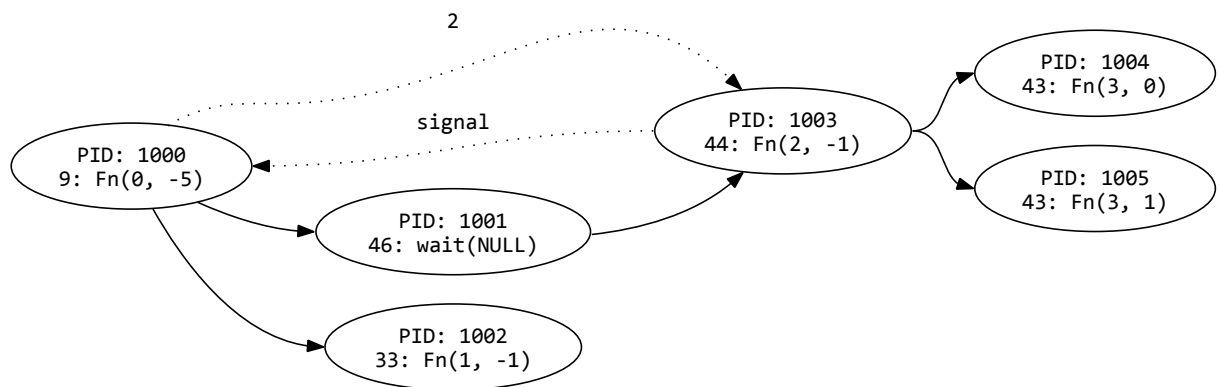 2
signal
PID: 1000
9: Fn(0, -5)
PID: 1001
46: wait(NULL)
PID: 1002
33: Fn(1, -1)
PID: 1003
44: Fn(2, -1)
PID: 1004
43: Fn(3, 0)
PID: 1005
43: Fn(3, 1)